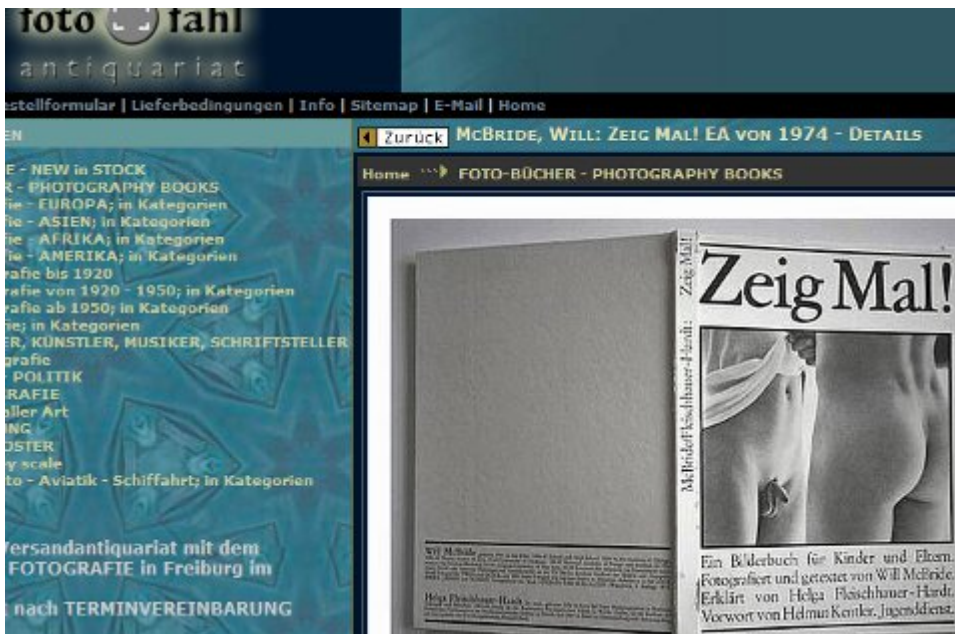 foto fahl
antiquariat
estellformular | Lieferbedingungen | Info | Sitemap | E-Mail | Home
EN
Zurück McBride, Will: Zeig Mal! EA von 1974 - Details
E - NEW in STOCK
R - PHOTOGRAPHY BOOKS
fie - EUROPA; in Kategorien
fie - ASIEN; in Kategorien
fie - AFRIKA; in Kategorien
fie - AMERIKA; in Kategorien
rafie bis 1920
rafie von 1920 - 1950; in Kategorien
rafie ab 1950; in Kategorien
fie; in Kategorien
ER, KÜNSTLER, MUSIKER, SCHRIFTSTELLER
grafie
- POLITIK
RAFIE
aller Art
NG
OSTER
y scale
to - Aviatik - Schiffahrt; in Kategorien
Versandantiquariat mit dem
FOTOGRAFIE in Freiburg im
nach TERMINVEREINBARUNG
Home FOTO-BÜCHER - PHOTOGRAPHY BOOKS
McBride/Fleischhauer-Hardt: Zeig Mal!
Zeig Mal!
Ein Bilderbuch für Kinder und Eltern.
Fotografiert und getextet von Will McBride.
Erklärt von Helga Fleischhauer-Hardt.
Vorwort von Helmut Kentler, Jugenddienst.
Will McBride
Helga Fleischhauer-Hardt